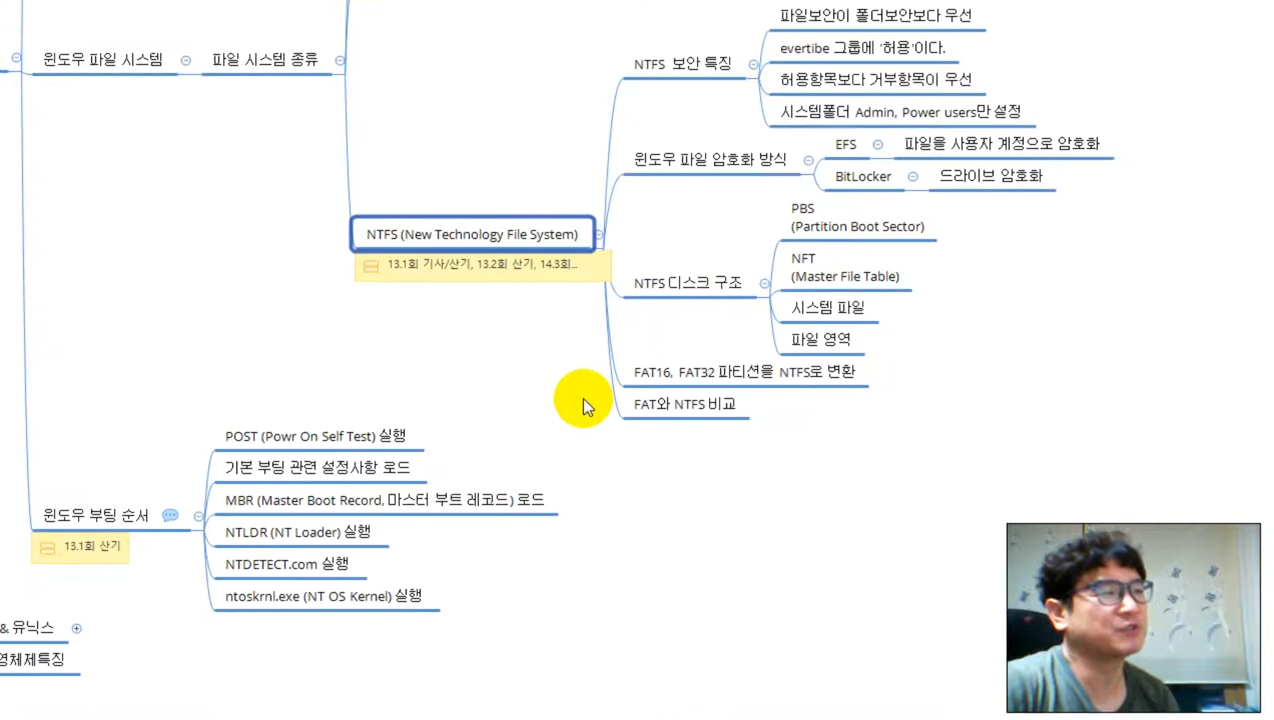 윈도우 파일 시스템
파일 시스템 종류
NTFS (New Technology File System)
13.1회 기사/산기, 13.2회 산기, 14.3회...
NTFS 보안 특징
파일보안이 폴더보안보다 우선
evertibe 그룹에 '허용'이다.
허용항목보다 거부항목이 우선
시스템폴더 Admin, Power users만 설정
윈도우 파일 암호화 방식
EFS
파일을 사용자 계정으로 암호화
BitLocker
드라이브 암호화
NTFS 디스크 구조
PBS
(Partition Boot Sector)
NFT
(Master File Table)
시스템 파일
파일 영역
FAT16, FAT32 파티션을 NTFS로 변환
FAT와 NTFS 비교
윈도우 부팅 순서
13.1회 산기
POST (Powr On Self Test) 실행
기본 부팅 관련 설정사항 로드
MBR (Master Boot Record, 마스터 부트 레코드) 로드
NTLDR (NT Loader) 실행
NTDETECT.com 실행
ntoskrnl.exe (NT OS Kernel) 실행
& 유닉스
영체제특징